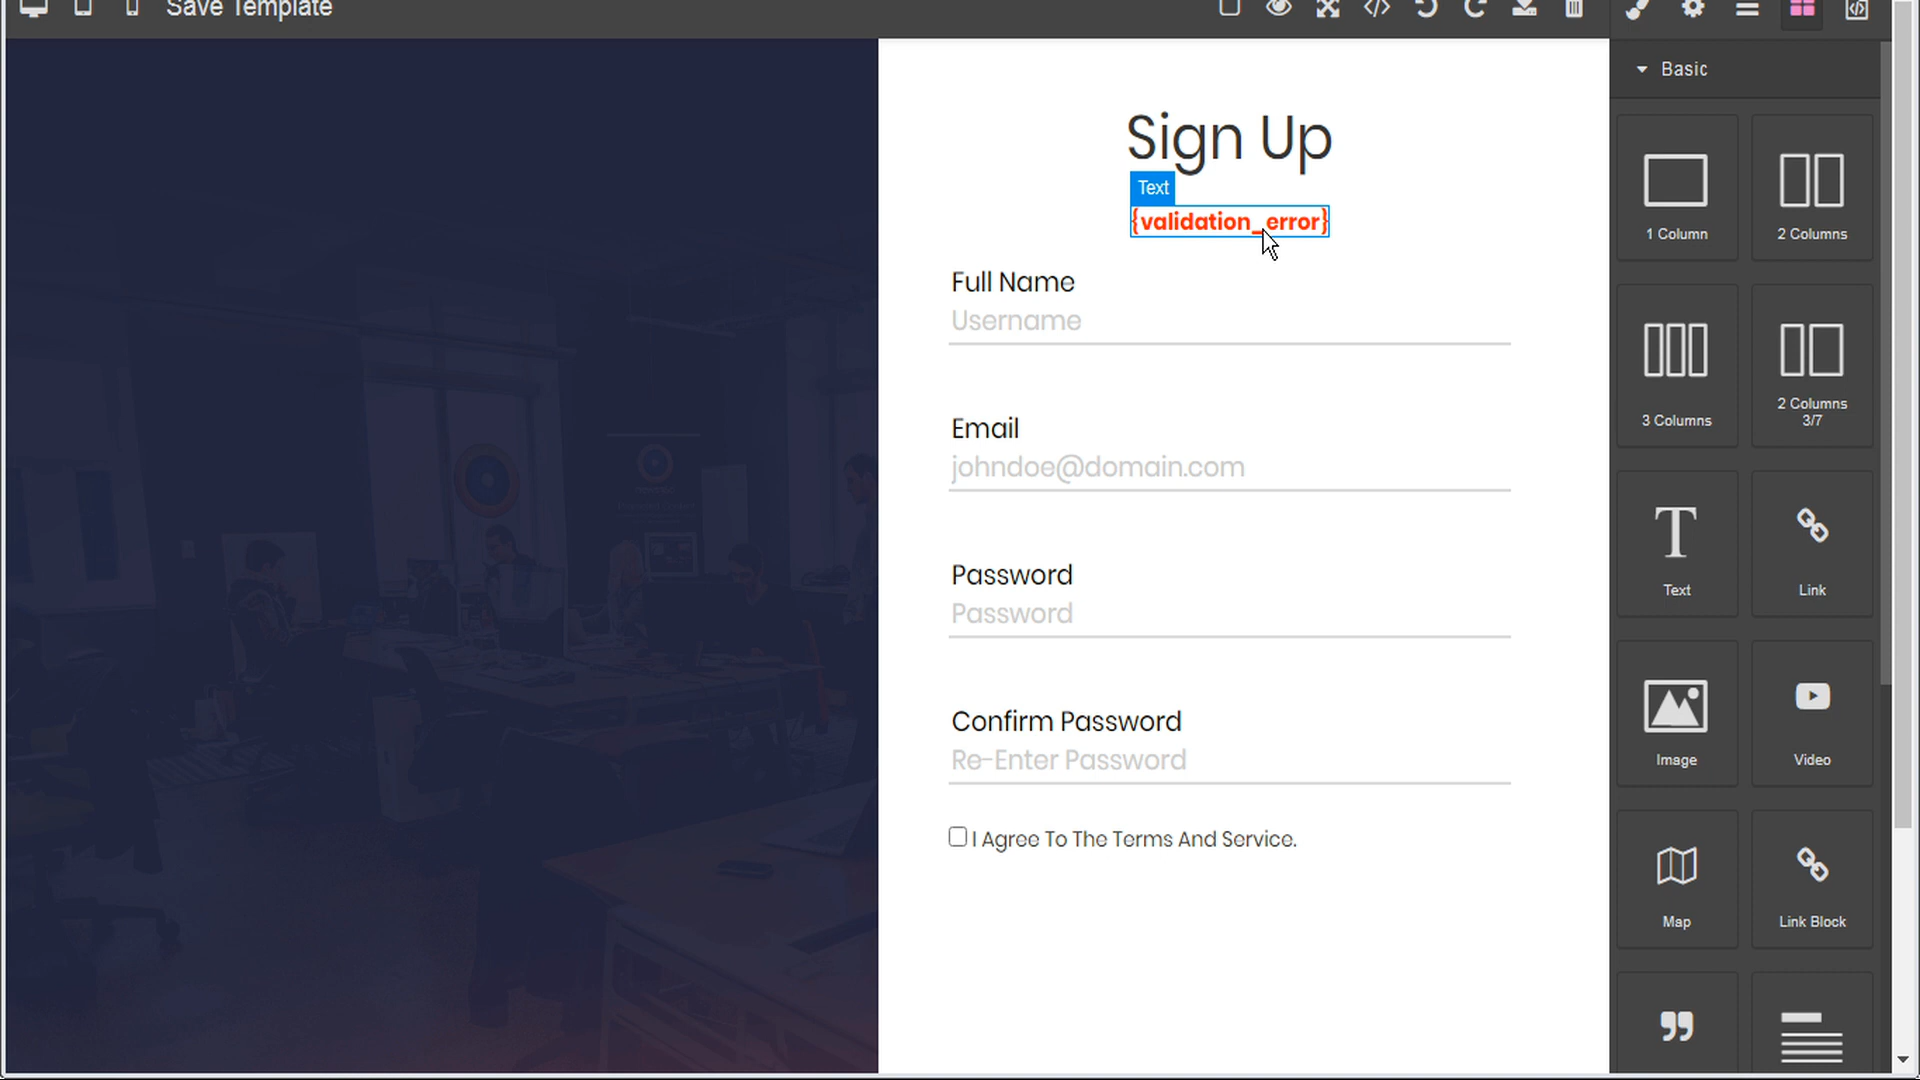 Save Template
Basic
Sign Up
Text
{validation_error}
Full Name
Username
Email
johndoe@domain.com
Password
Password
Confirm Password
Re-Enter Password
I Agree To The Terms And Service.
1 Column
2 Columns
3 Columns
2 Columns
3/7
Text
Link
Image
Video
Map
Link Block